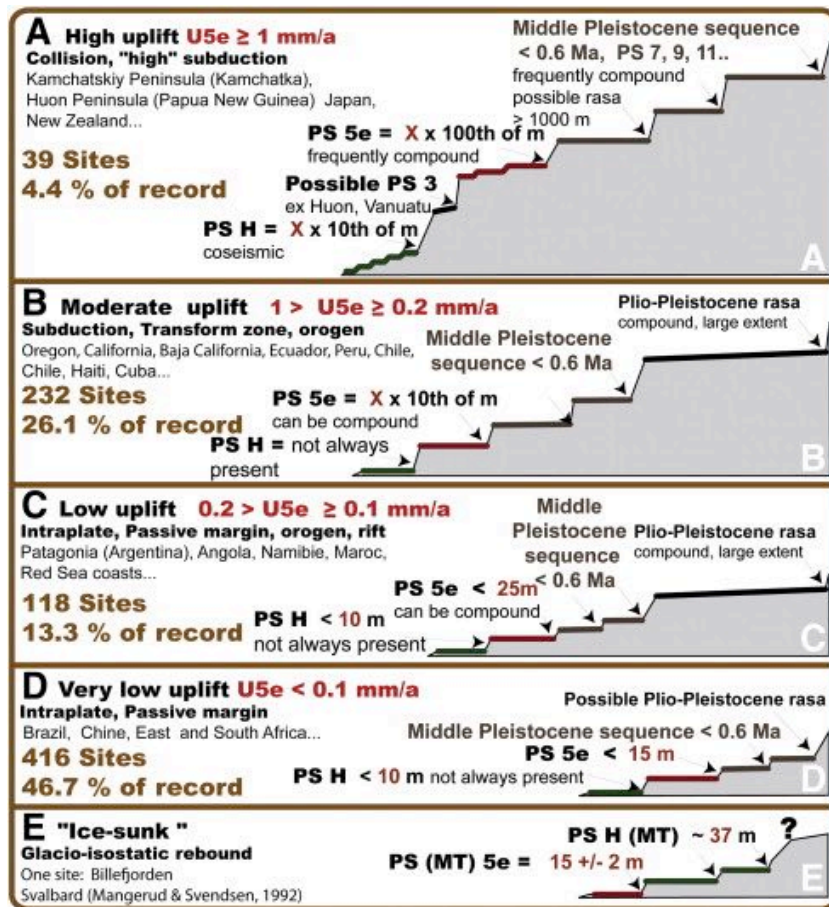 A High uplift U5e ≥ 1 mm/a
Collision, "high" subduction
Kamchatskiy Peninsula (Kamchatka),
Huon Peninsula (Papua New Guinea) Japan,
New Zealand...
39 Sites
4.4 % of record
Middle Pleistocene sequence
< 0.6 Ma, PS 7, 9, 11..
frequently compound
possible rasa
≥ 1000 m
PS 5e = X x 100th of m
frequently compound
Possible PS 3
ex Huon, Vanuatu
PS H = X x 10th of m
coseismic
A
B Moderate uplift 1 > U5e ≥ 0.2 mm/a
Subduction, Transform zone, orogen
Oregon, California, Baja California, Ecuador, Peru, Chile,
Chile, Haiti, Cuba...
232 Sites
26.1 % of record
Plio-Pleistocene rasa
compound, large extent
Middle Pleistocene
sequence < 0.6 Ma
PS 5e = X x 10th of m
can be compound
PS H = not always
present
B
C Low uplift 0.2 > U5e ≥ 0.1 mm/a
Intraplate, Passive margin, orogen, rift
Patagonia (Argentina), Angola, Namibie, Maroc,
Red Sea coasts...
118 Sites
13.3 % of record
Middle
Pleistocene
sequence
< 0.6 Ma
Plio-Pleistocene rasa
compound, large extent
PS 5e < 25m
can be compound
PS H < 10 m
not always present
C
D Very low uplift U5e < 0.1 mm/a
Intraplate, Passive margin
Brazil, Chine, East and South Africa...
416 Sites
46.7 % of record
Possible Plio-Pleistocene rasa
Middle Pleistocene sequence < 0.6 Ma
PS 5e < 15 m
PS H < 10 m not always present
D
E "Ice-sunk "
Glacio-isostatic rebound
One site: Billefjorden
Svalbard (Mangerud & Svendsen, 1992)
PS H (MT) ~ 37 m
?
PS (MT) 5e = 15 +/- 2 m
E